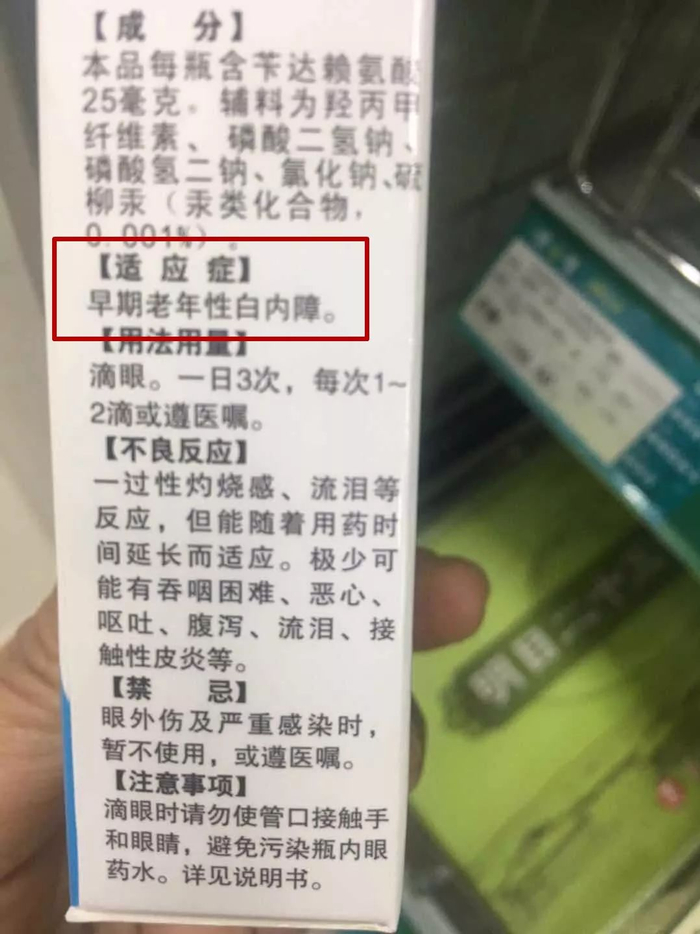 【成 分】
本品每瓶含苄达赖氨酸
25毫克。辅料为羟丙甲
纤维素、磷酸二氢钠、
磷酸氢二钠、氯化钠、硫
柳汞（汞类化合物，
0.001%）。
【适 应 症】
早期老年性白内障。
【用法用量】
滴眼。一日3次，每次1~
2滴或遵医嘱。
【不良反应】
一过性灼烧感、流泪等
反应，但能随着用药时
间延长而适应。极少可
能有吞咽困难、恶心、
呕吐、腹泻、流泪、接
触性皮炎等。
【禁 忌】
眼外伤及严重感染时，
暂不使用，或遵医嘱。
【注意事项】
滴眼时请勿使管口接触手
和眼睛，避免污染瓶内眼
药水。详见说明书。
明目二十五